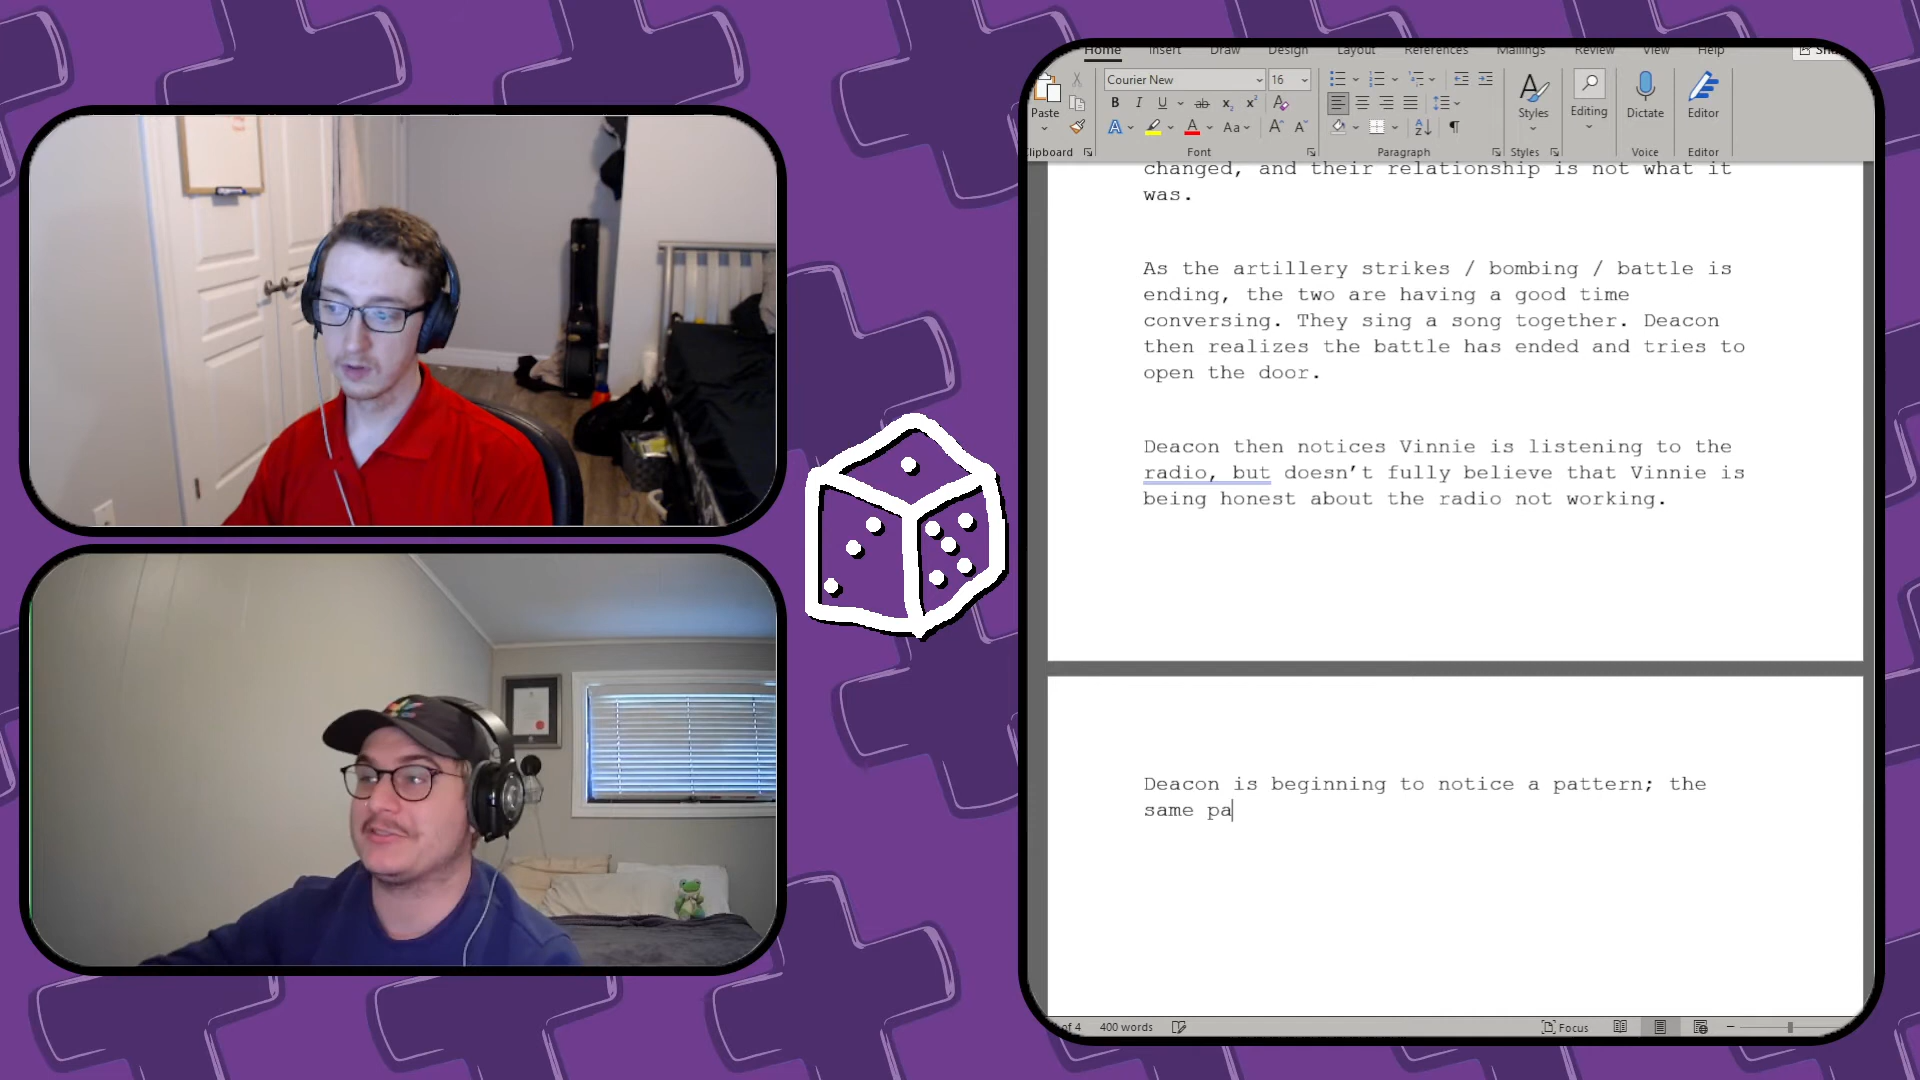 Home Insert Draw Design Layout References Mailings Review View Help
Courier New 16
Paste
Styles
Editing
Dictate
Editor
Clipboard Font Paragraph Styles Voice Editor
changed, and their relationship is not what it
was.
As the artillery strikes / bombing / battle is
ending, the two are having a good time
conversing. They sing a song together. Deacon
then realizes the battle has ended and tries to
open the door.
Deacon then notices Vinnie is listening to the
radio, but doesn’t fully believe that Vinnie is
being honest about the radio not working.
Deacon is beginning to notice a pattern; the
same pa
of 4 400 words Focus